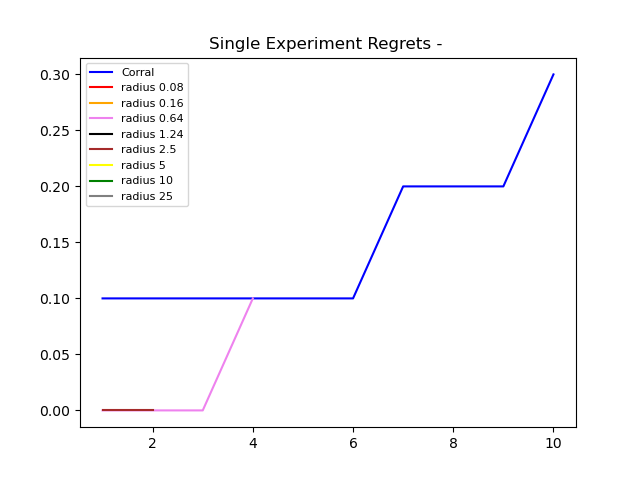 Single Experiment Regrets -
Corral
radius 0.08
radius 0.16
radius 0.64
radius 1.24
radius 2.5
radius 5
radius 10
radius 25
0.30
0.25
0.20
0.15
0.10
0.05
0.00
2 4 6 8 10